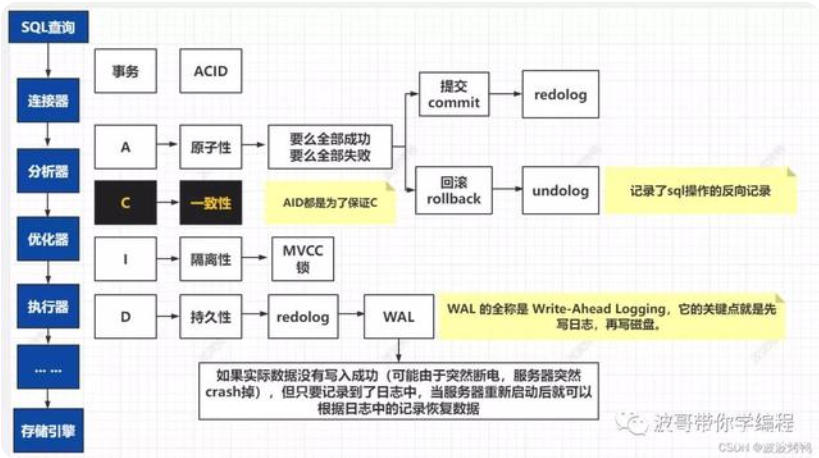 SQL查询
连接器
分析器
优化器
执行器
... ...
存储引擎
事务
ACID
A
原子性
要么全部成功
要么全部失败
提交
commit
redolog
回滚
rollback
undolog
记录了sql操作的反向记录
C
一致性
AID都是为了保证C
I
隔离性
MVCC
锁
D
持久性
redolog
WAL
WAL 的全称是 Write-Ahead Logging，它的关键点就是先
写日志，再写磁盘。
如果实际数据没有写入成功（可能由于突然断电，服务器突然
crash掉），但只要记录到了日志中，当服务器重新启动后就可以
根据日志中的记录恢复数据
波哥带你学编程
CSDN @波波烤鸭